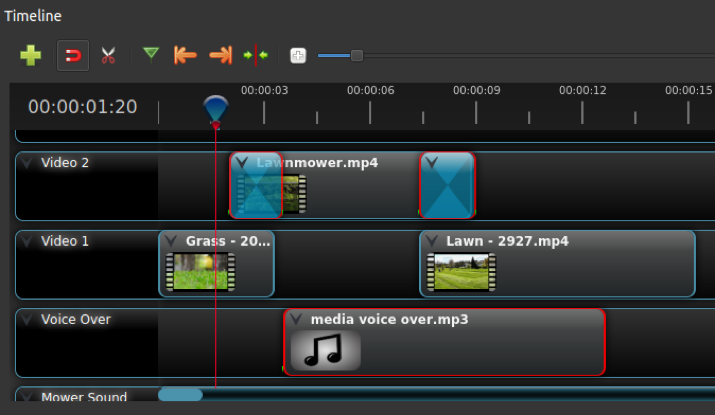 Timeline
00:00:01:20
00:00:03
00:00:06
00:00:09
00:00:12
00:00:15
Video 2
Lawnmower.mp4
Video 1
Grass - 20...
Lawn - 2927.mp4
Voice Over
media voice over.mp3
Mower Sound